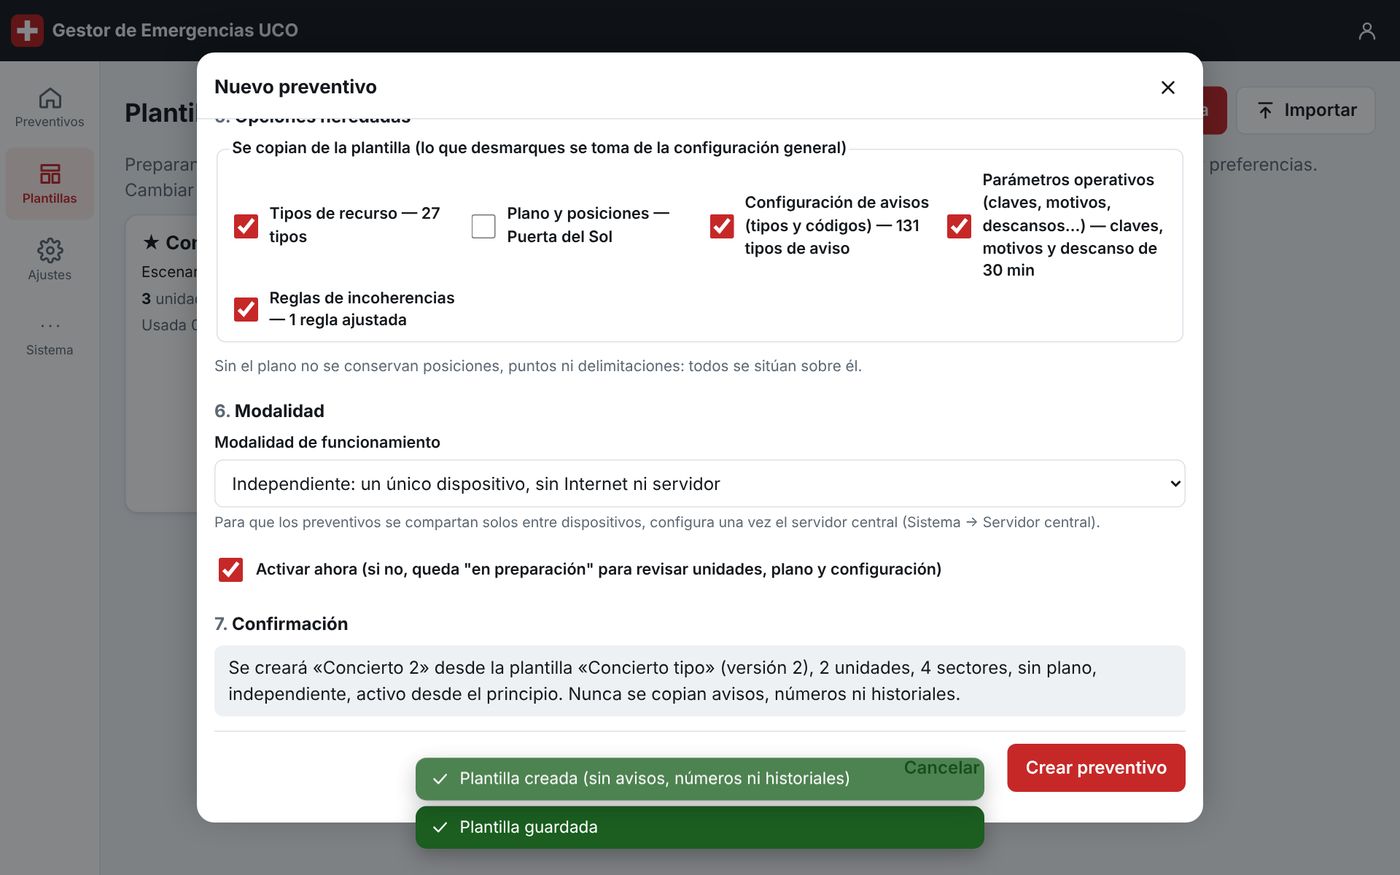 Gestor de Emergencias UCO
Nuevo preventivo
Preventivos
Plantillas
Ajustes
Sistema
Importar
preferencias.
Cambiar
3
Usada
Opciones heredadas
Se copian de la plantilla (lo que desmarques se toma de la configuración general)
Tipos de recurso — 27
tipos
Plano y posiciones —
Puerta del Sol
Configuración de avisos
(tipos y códigos) — 131
tipos de aviso
Parámetros operativos
(claves, motivos,
descansos...) — claves,
motivos y descanso de
30 min
Reglas de incoherencias
— 1 regla ajustada
Sin el plano no se conservan posiciones, puntos ni delimitaciones: todos se sitúan sobre él.
6. Modalidad
Modalidad de funcionamiento
Independiente: un único dispositivo, sin Internet ni servidor
Para que los preventivos se compartan solos entre dispositivos, configura una vez el servidor central (Sistema → Servidor central).
Activar ahora (si no, queda "en preparación" para revisar unidades, plano y configuración)
7. Confirmación
Se creará «Concierto 2» desde la plantilla «Concierto tipo» (versión 2), 2 unidades, 4 sectores, sin plano,
independiente, activo desde el principio. Nunca se copian avisos, números ni historiales.
Cancelar
Crear preventivo
Plantilla creada (sin avisos, números ni historiales)
Plantilla guardada